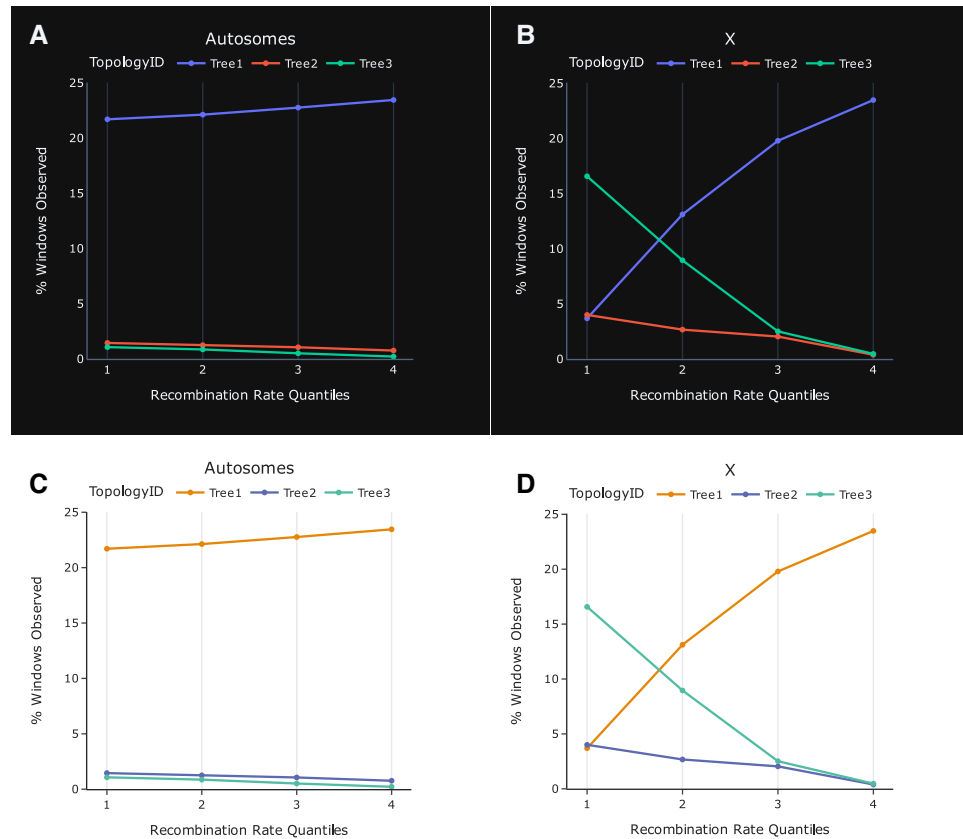 A
Autosomes
TopologyID Tree1 Tree2 Tree3
25
20
15
10
5
0
% Windows Observed
1 2 3 4
Recombination Rate Quantiles
B
X
TopologyID Tree1 Tree2 Tree3
25
20
15
10
5
0
% Windows Observed
1 2 3 4
Recombination Rate Quantiles
C
Autosomes
TopologyID Tree1 Tree2 Tree3
25
20
15
10
5
0
% Windows Observed
1 2 3 4
Recombination Rate Quantiles
D
X
TopologyID Tree1 Tree2 Tree3
25
20
15
10
5
0
% Windows Observed
1 2 3 4
Recombination Rate Quantiles